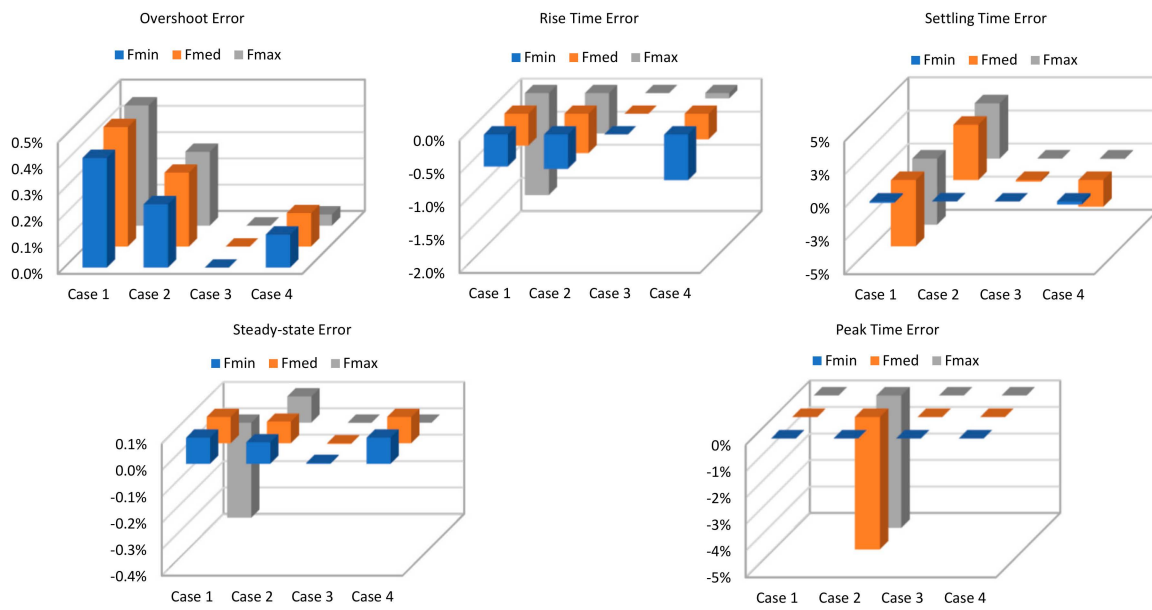 Overshoot Error
Fmin Fmed Fmax
0.5%
0.4%
0.3%
0.2%
0.1%
0.0%
Case 1 Case 2 Case 3 Case 4
Rise Time Error
Fmin Fmed Fmax
0.0%
-0.5%
-1.0%
-1.5%
-2.0%
Case 1 Case 2 Case 3 Case 4
Settling Time Error
Fmin Fmed Fmax
5%
3%
0%
-3%
-5%
Case 1 Case 2 Case 3 Case 4
Steady-state Error
Fmin Fmed Fmax
0.1%
0.0%
-0.1%
-0.2%
-0.3%
-0.4%
Case 1 Case 2 Case 3 Case 4
Peak Time Error
Fmin Fmed Fmax
0%
-1%
-2%
-3%
-4%
-5%
Case 1 Case 2 Case 3 Case 4